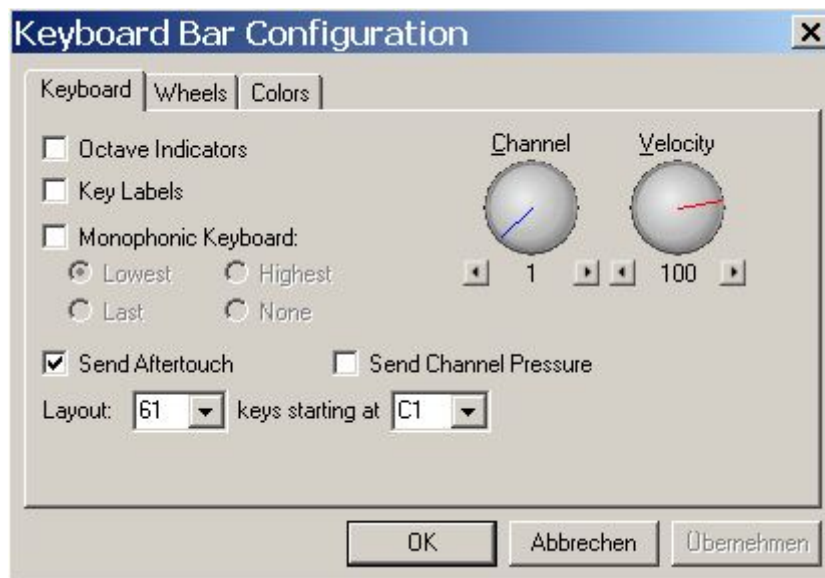 Keyboard Bar Configuration
Keyboard Wheels Colors
Octave Indicators
Key Labels
Monophonic Keyboard:
Lowest Highest
Last None
Channel Velocity
1 100
Send Aftertouch Send Channel Pressure
Layout: 61 keys starting at C1
OK Abbrechen Übernehmen